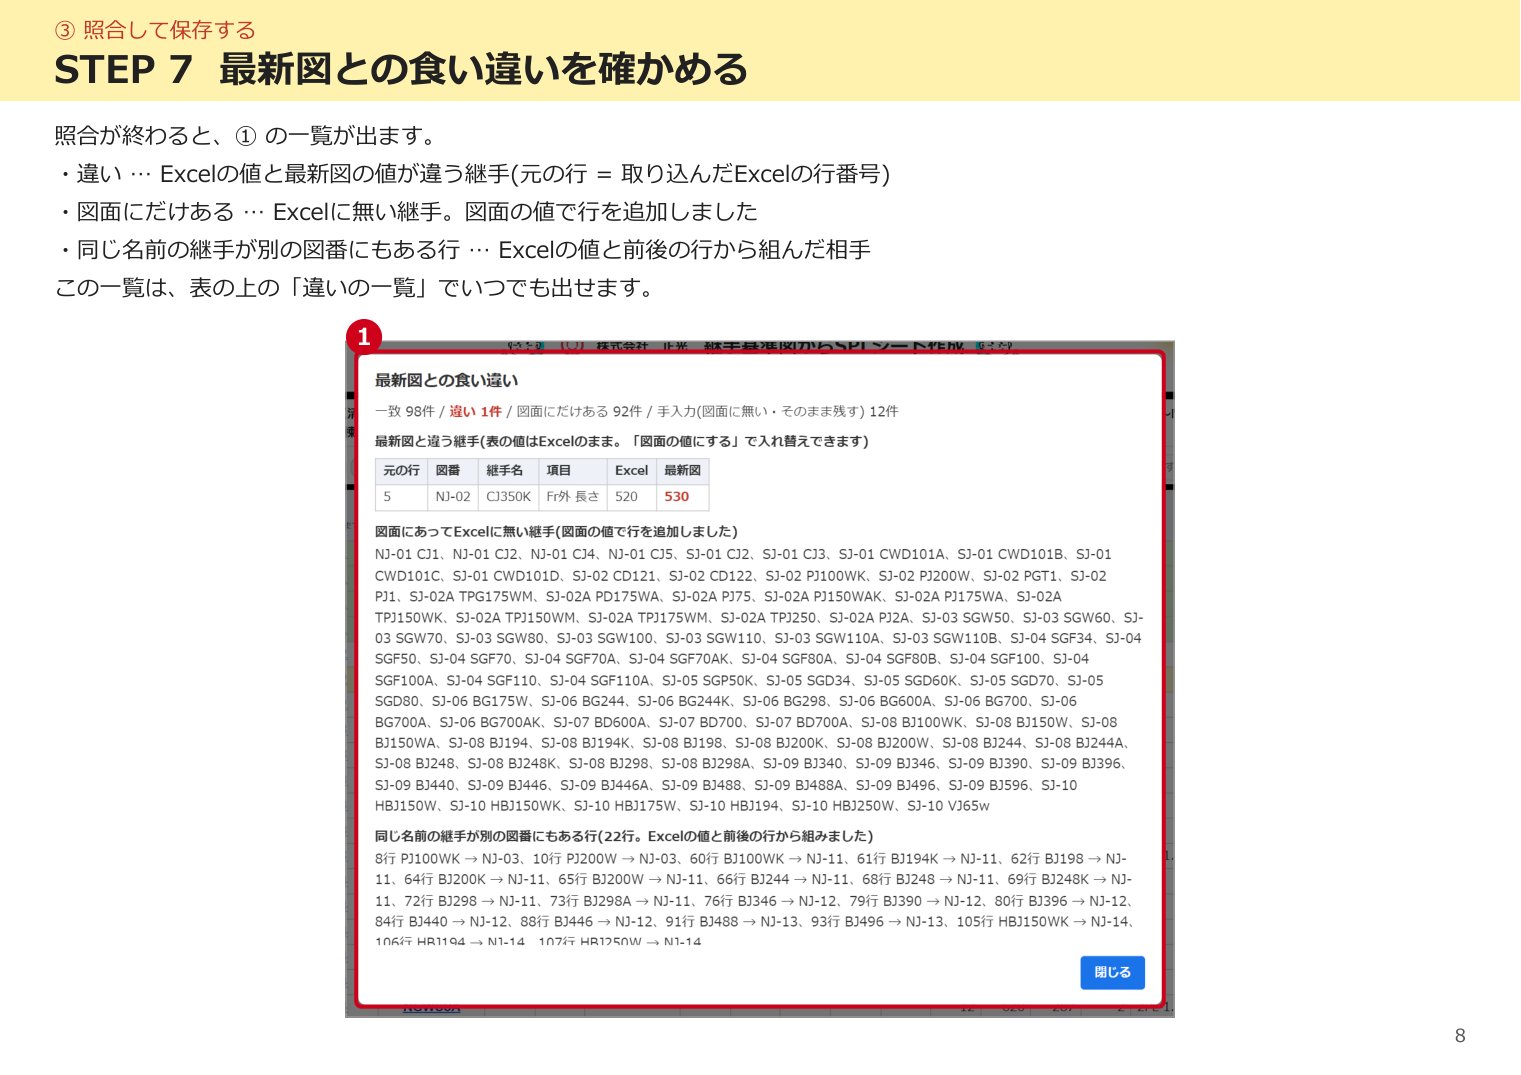 ③ 照合して保存する
STEP 7 最新図との食い違いを確かめる
照合が終わると、① の一覧が出ます。
・違い … Excelの値と最新図の値が違う継手(元の行 = 取り込んだExcelの行番号)
・図面にだけある … Excelに無い継手。図面の値で行を追加しました
・同じ名前の継手が別の図番にもある行 … Excelの値と前後の行から組んだ相手
この一覧は、表の上の「違いの一覧」でいつでも出せます。
1
最新図との食い違い
一致 98件 / 違い 1件 / 図面にだけある 92件 / 手入力(図面に無い・そのまま残す) 12件
最新図と違う継手(表の値はExcelのまま。「図面の値にする」で入れ替えできます)
元の行 図番 継手名 項目 Excel 最新図
5 NJ-02 CJ350K Fr外 長さ 520 530
図面にあってExcelに無い継手(図面の値で行を追加しました)
NJ-01 CJ1、NJ-01 CJ2、NJ-01 CJ4、NJ-01 CJ5、SJ-01 CJ2、SJ-01 CJ3、SJ-01 CWD101A、SJ-01 CWD101B、SJ-01
CWD101C、SJ-01 CWD101D、SJ-02 CD121、SJ-02 CD122、SJ-02 PJ100WK、SJ-02 PJ200W、SJ-02 PGT1、SJ-02
PJ1、SJ-02A TPG175WM、SJ-02A PD175WA、SJ-02A PJ75、SJ-02A PJ150WAK、SJ-02A PJ175WA、SJ-02A
TPJ150WK、SJ-02A TPJ150WM、SJ-02A TPJ175WM、SJ-02A TPJ250、SJ-02A PJ2A、SJ-03 SGW50、SJ-03 SGW60、SJ-
03 SGW70、SJ-03 SGW80、SJ-03 SGW100、SJ-03 SGW110、SJ-03 SGW110A、SJ-03 SGW110B、SJ-04 SGF34、SJ-04
SGF50、SJ-04 SGF70、SJ-04 SGF70A、SJ-04 SGF70AK、SJ-04 SGF80A、SJ-04 SGF80B、SJ-04 SGF100、SJ-04
SGF100A、SJ-04 SGF110、SJ-04 SGF110A、SJ-05 SGP50K、SJ-05 SGD34、SJ-05 SGD60K、SJ-05 SGD70、SJ-05
SGD80、SJ-06 BG175W、SJ-06 BG244、SJ-06 BG244K、SJ-06 BG298、SJ-06 BG600A、SJ-06 BG700、SJ-06
BG700A、SJ-06 BG700AK、SJ-07 BD600A、SJ-07 BD700、SJ-07 BD700A、SJ-08 BJ100WK、SJ-08 BJ150W、SJ-08
BJ150WA、SJ-08 BJ194、SJ-08 BJ194K、SJ-08 BJ198、SJ-08 BJ200K、SJ-08 BJ200W、SJ-08 BJ244、SJ-08 BJ244A、
SJ-08 BJ248、SJ-08 BJ248K、SJ-08 BJ298、SJ-08 BJ298A、SJ-09 BJ340、SJ-09 BJ346、SJ-09 BJ390、SJ-09 BJ396、
SJ-09 BJ440、SJ-09 BJ446、SJ-09 BJ446A、SJ-09 BJ488、SJ-09 BJ488A、SJ-09 BJ496、SJ-09 BJ596、SJ-10
HBJ150W、SJ-10 HBJ150WK、SJ-10 HBJ175W、SJ-10 HBJ194、SJ-10 HBJ250W、SJ-10 VJ65w
同じ名前の継手が別の図番にもある行(22行。Excelの値と前後の行から組みました)
8行 PJ100WK → NJ-03、10行 PJ200W → NJ-03、60行 BJ100WK → NJ-11、61行 BJ194K → NJ-11、62行 BJ198 → NJ-
11、64行 BJ200K → NJ-11、65行 BJ200W → NJ-11、66行 BJ244 → NJ-11、68行 BJ248 → NJ-11、69行 BJ248K → NJ-
11、72行 BJ298 → NJ-11、73行 BJ298A → NJ-11、76行 BJ346 → NJ-12、79行 BJ390 → NJ-12、80行 BJ396 → NJ-12、
84行 BJ440 → NJ-12、88行 BJ446 → NJ-12、91行 BJ488 → NJ-13、93行 BJ496 → NJ-13、105行 HBJ150WK → NJ-14、
106行 HBJ194 → NJ-14、107行 HBJ250W → NJ-14
閉じる
8